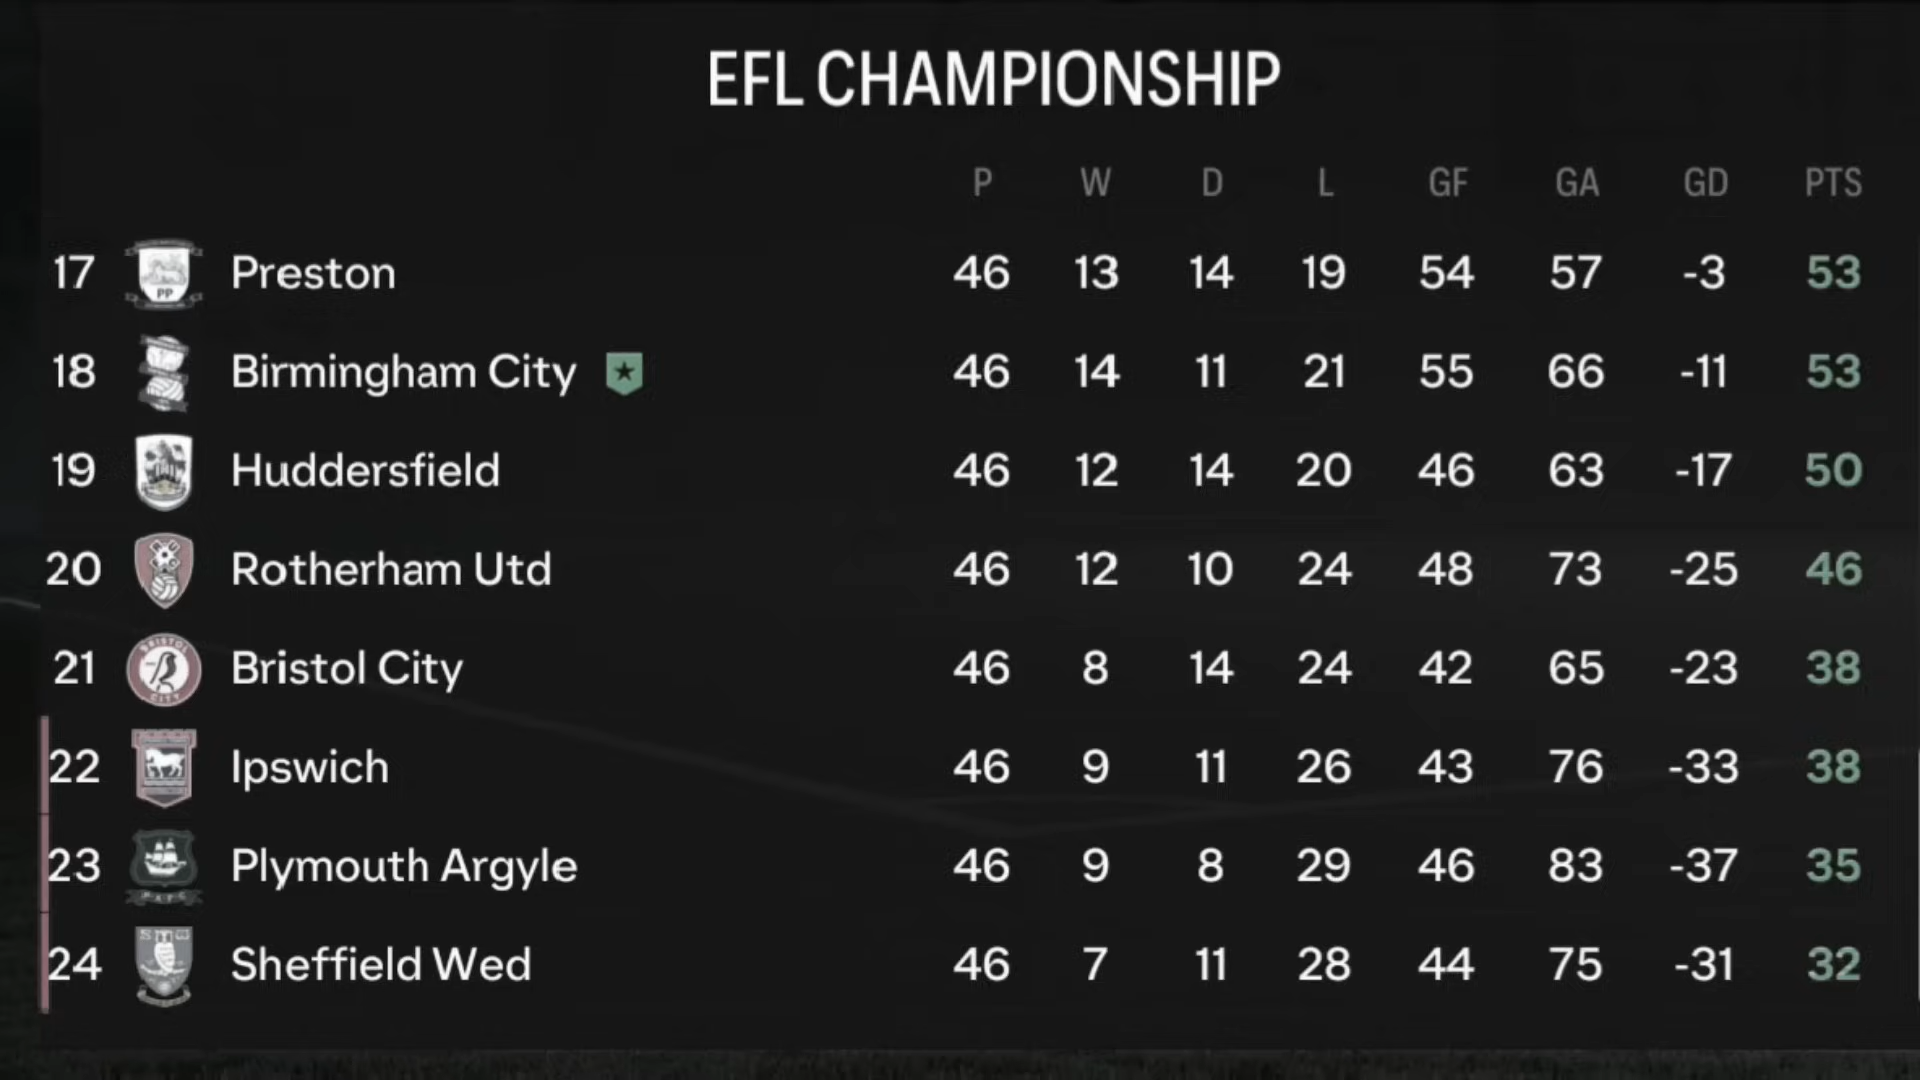 EFL CHAMPIONSHIP
P W D L GF GA GD PTS
17 PP Preston 46 13 14 19 54 57 -3 53
18 Birmingham City 46 14 11 21 55 66 -11 53
19 Huddersfield 46 12 14 20 46 63 -17 50
20 Rotherham Utd 46 12 10 24 48 73 -25 46
21 BRISTOL CITY Bristol City 46 8 14 24 42 65 -23 38
22 Ipswich 46 9 11 26 43 76 -33 38
23 Plymouth Argyle 46 9 8 29 46 83 -37 35
24 Sheffield Wed 46 7 11 28 44 75 -31 32